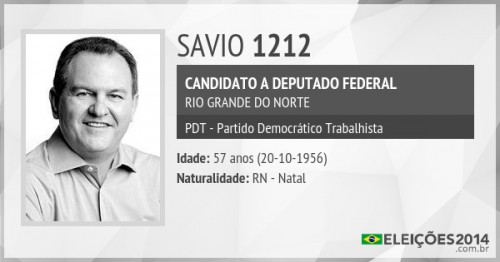 SAVIO 1212
CANDIDATO A DEPUTADO FEDERAL
RIO GRANDE DO NORTE
PDT - Partido Democrático Trabalhista
Idade: 57 anos (20-10-1956)
Naturalidade: RN - Natal
ELEIÇÕES2014
.com.br